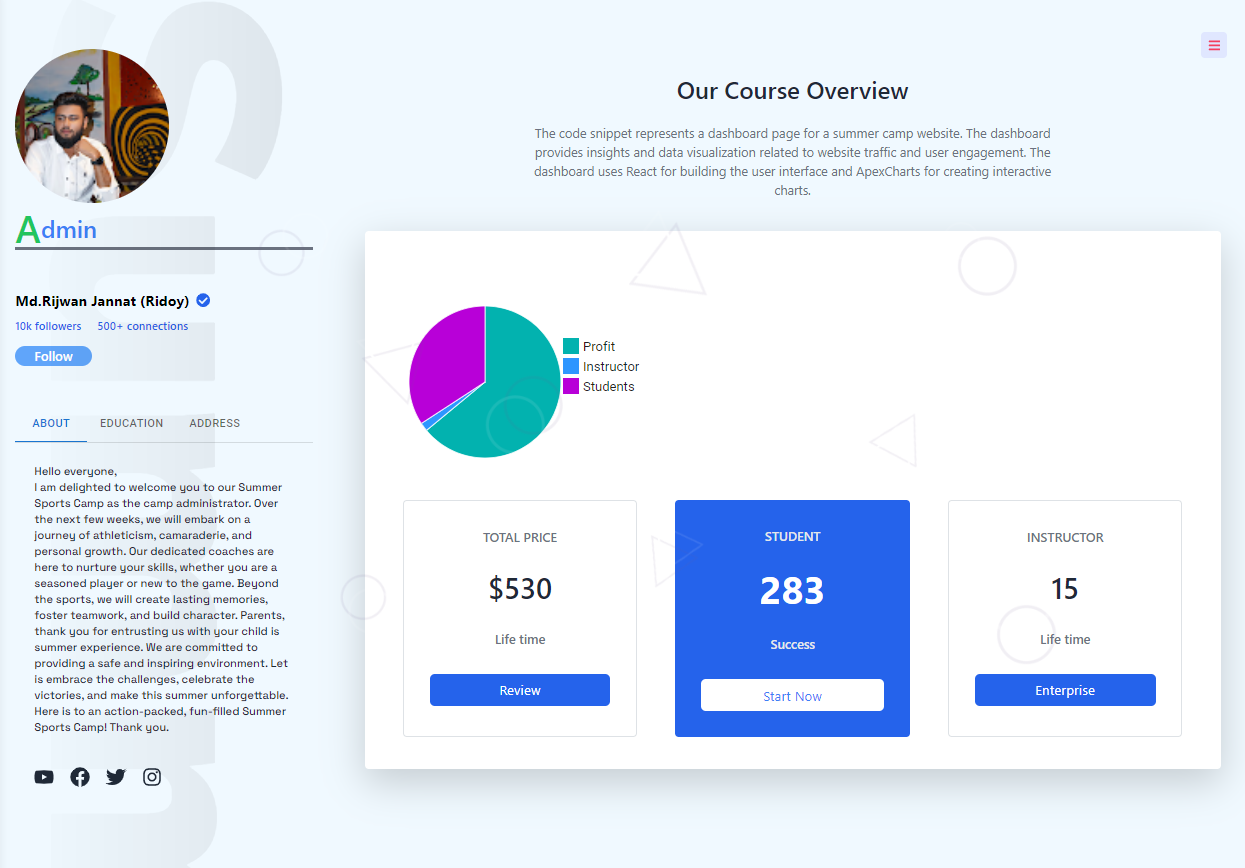 Admin
Md.Rijwan Jannat (Ridoy)
10k followers 500+ connections
Follow
ABOUT EDUCATION ADDRESS
Hello everyone,
I am delighted to welcome you to our Summer
Sports Camp as the camp administrator. Over
the next few weeks, we will embark on a
journey of athleticism, camaraderie, and
personal growth. Our dedicated coaches are
here to nurture your skills, whether you are a
seasoned player or new to the game. Beyond
the sports, we will create lasting memories,
foster teamwork, and build character. Parents,
thank you for entrusting us with your child is
summer experience. We are committed to
providing a safe and inspiring environment. Let
is embrace the challenges, celebrate the
victories, and make this summer unforgettable.
Here is to an action-packed, fun-filled Summer
Sports Camp! Thank you.
Our Course Overview
The code snippet represents a dashboard page for a summer camp website. The dashboard
provides insights and data visualization related to website traffic and user engagement. The
dashboard uses React for building the user interface and ApexCharts for creating interactive
charts.
Profit
Instructor
Students
TOTAL PRICE
$530
Life time
Review
STUDENT
283
Success
Start Now
INSTRUCTOR
15
Life time
Enterprise